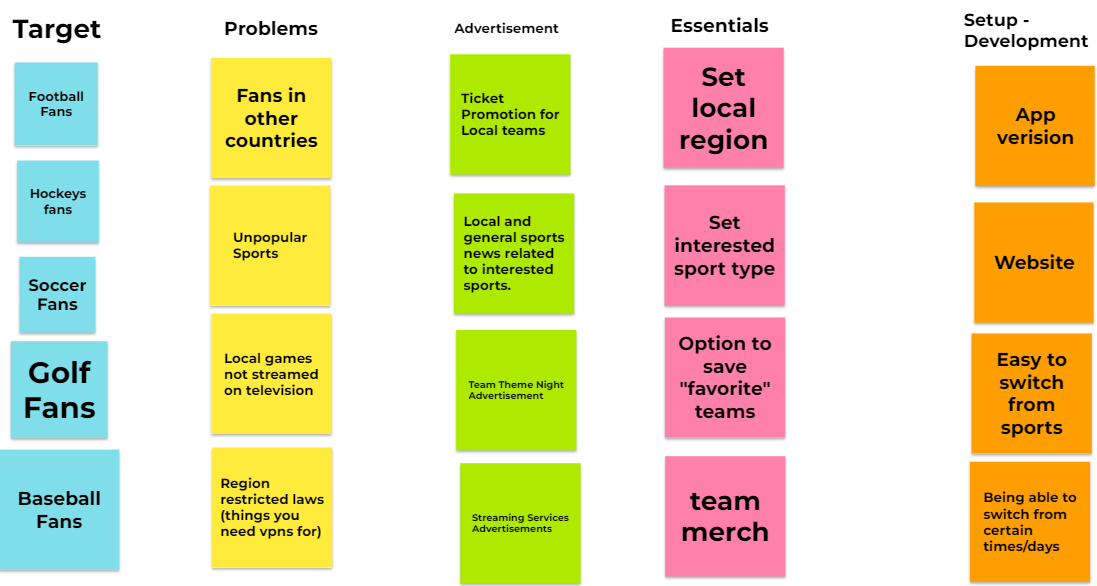 Target
Football
Fans
Hockeys
fans
Soccer
Fans
Golf
Fans
Baseball
Fans
Problems
Fans in
other
countries
Unpopular
Sports
Local games
not streamed
on television
Region
restricted laws
(things you
need vpns for)
Advertisement
Ticket
Promotion for
Local teams
Local and
general sports
news related
to interested
sports.
Team Theme Night
Advertisement
Streaming Services
Advertisements
Essentials
Set
local
region
Set
interested
sport type
Option to
save
"favorite"
teams
team
merch
Setup -
Development
App
verision
Website
Easy to
switch
from
sports
Being able to
switch from
certain
times/days